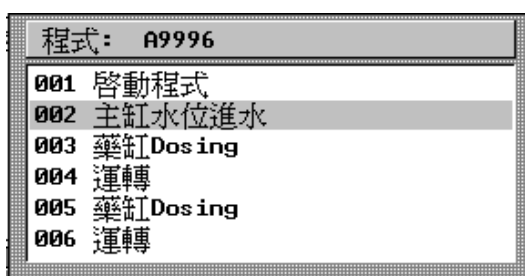 程式: A9996
001 啓動程式
002 主缸水位進水
003 藥缸Dosing
004 運轉
005 藥缸Dosing
006 運轉